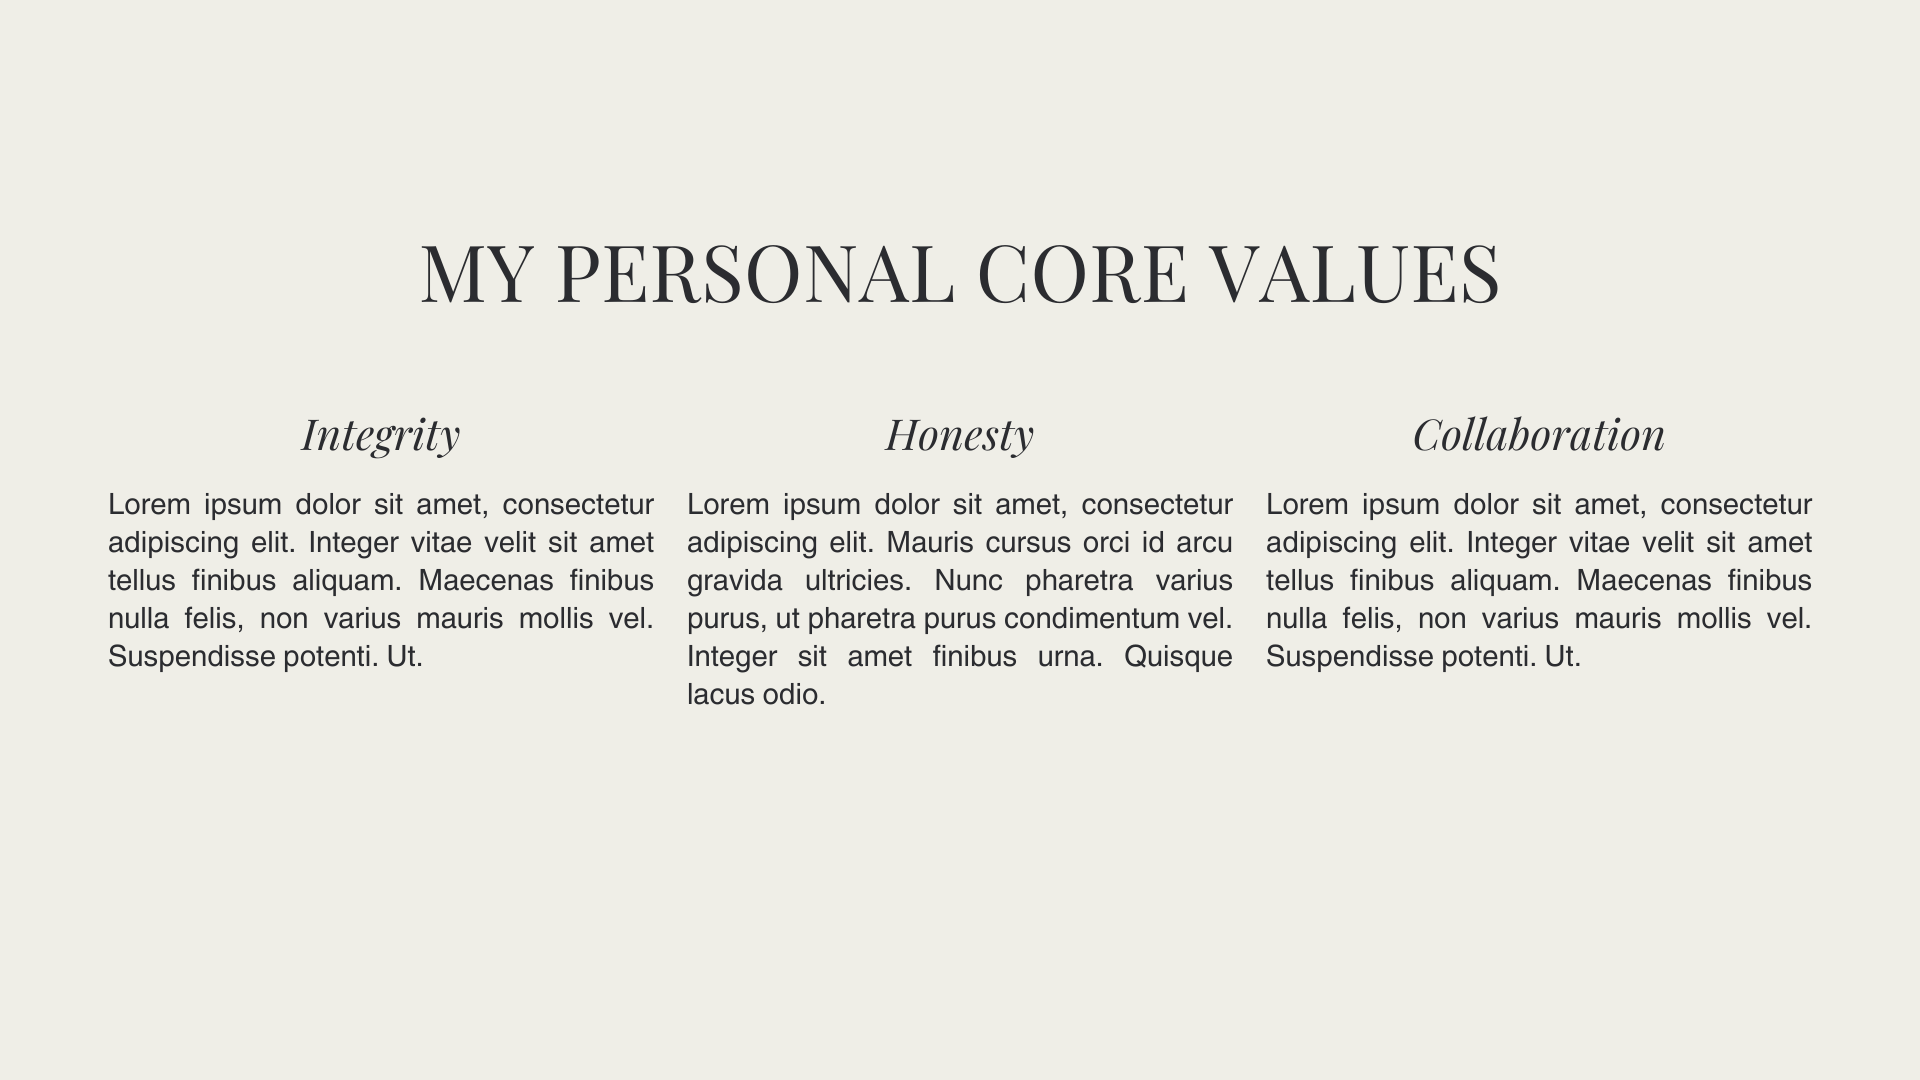 MY PERSONAL CORE VALUES
Integrity
Lorem ipsum dolor sit amet, consectetur
adipiscing elit. Integer vitae velit sit amet
tellus finibus aliquam. Maecenas finibus
nulla felis, non varius mauris mollis vel.
Suspendisse potenti. Ut.
Honesty
Lorem ipsum dolor sit amet, consectetur
adipiscing elit. Mauris cursus orci id arcu
gravida ultricies. Nunc pharetra varius
purus, ut pharetra purus condimentum vel.
Integer sit amet finibus urna. Quisque
lacus odio.
Collaboration
Lorem ipsum dolor sit amet, consectetur
adipiscing elit. Integer vitae velit sit amet
tellus finibus aliquam. Maecenas finibus
nulla felis, non varius mauris mollis vel.
Suspendisse potenti. Ut.